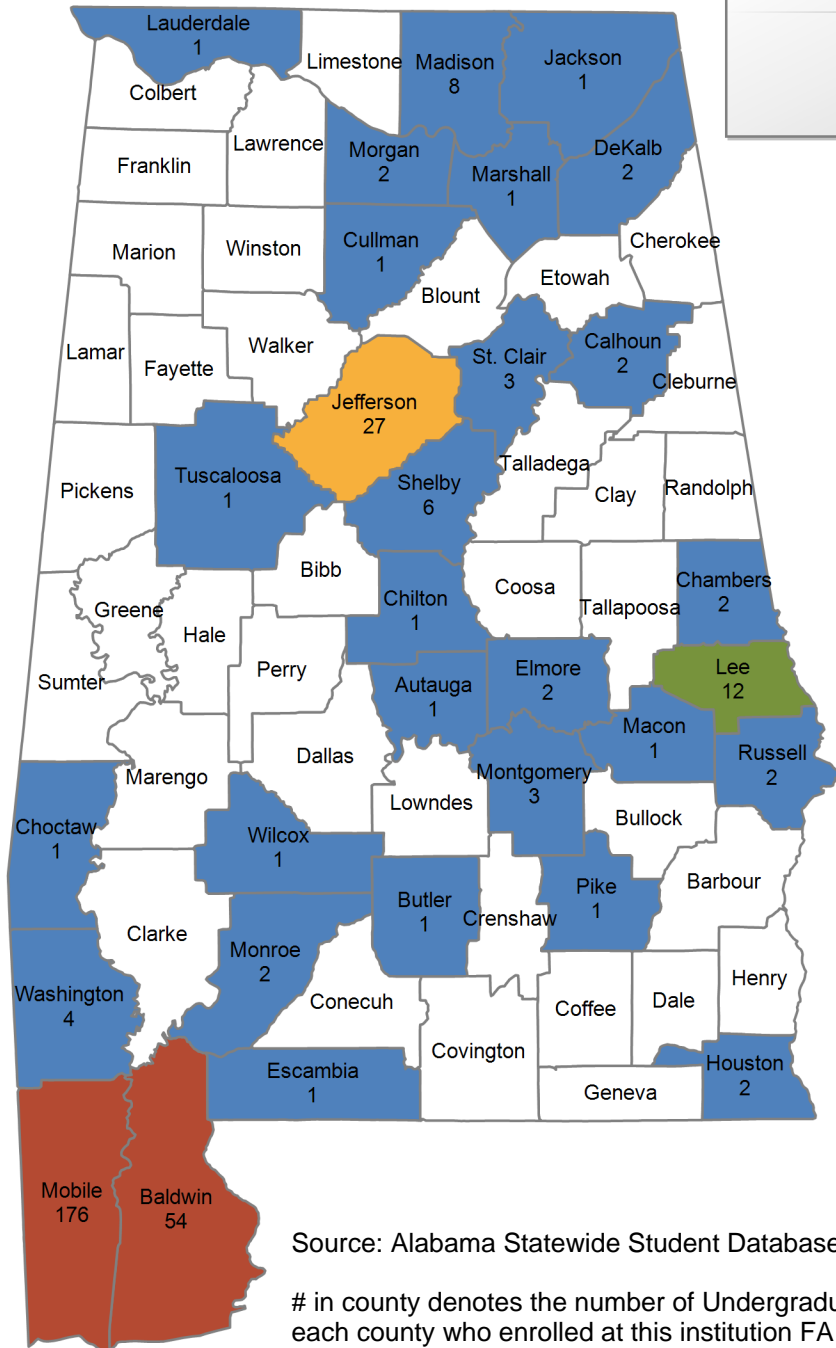 Lauderdale
1
Limestone
Madison
8
Jackson
1
Colbert
Lawrence
Franklin
Morgan
2
Marshall
1
DeKalb
2
Marion
Winston
Cullman
1
Cherokee
Etowah
Blount
Lamar
Fayette
Walker
St. Clair
3
Calhoun
2
Cleburne
Jefferson
27
Pickens
Tuscaloosa
1
Shelby
6
Talladega
Clay
Randolph
Bibb
Coosa
Tallapoosa
Chambers
2
Greene
Hale
Chilton
1
Perry
Sumter
Autauga
1
Elmore
2
Lee
12
Macon
1
Russell
2
Dallas
Marengo
Montgomery
3
Lowndes
Bullock
Choctaw
1
Wilcox
1
Butler
1
Crenshaw
Pike
1
Barbour
Clarke
Monroe
2
Washington
4
Conecuh
Coffee
Dale
Henry
Covington
Escambia
1
Geneva
Houston
2
Mobile
176
Baldwin
54
Source: Alabama Statewide Student Database
# in county denotes the number of Undergradu
each county who enrolled at this institution FA